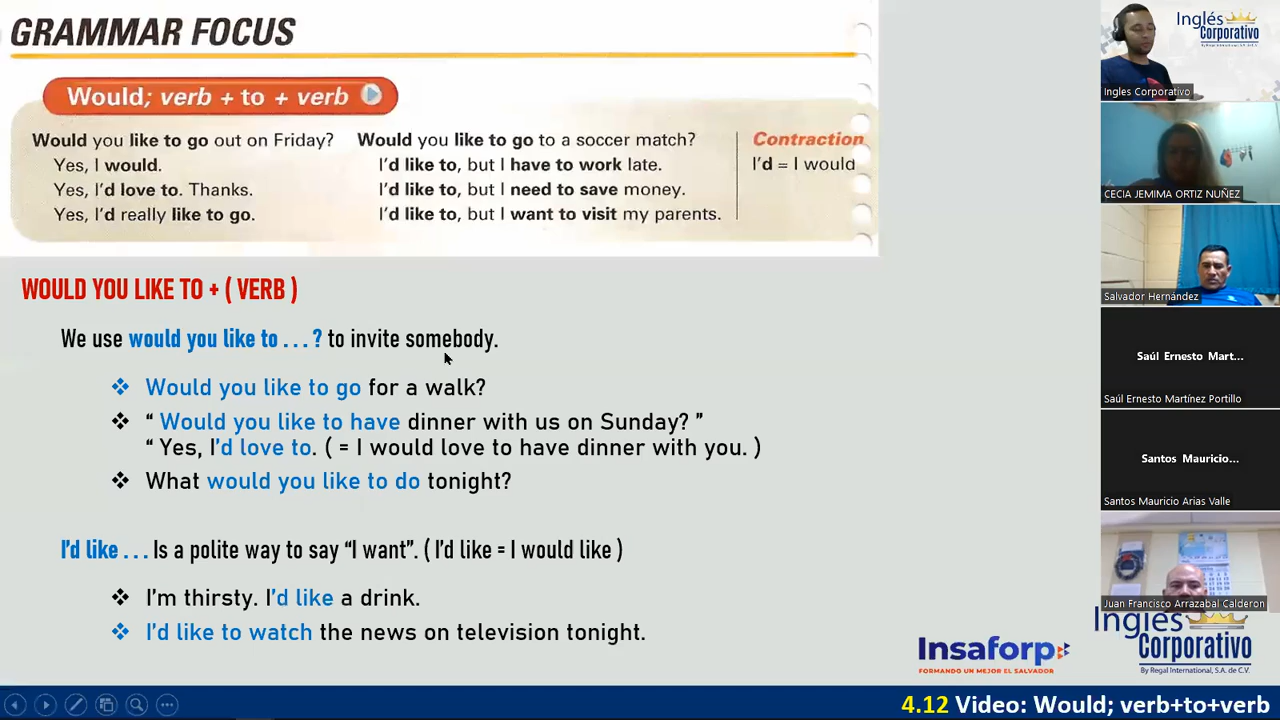 GRAMMAR FOCUS
Would; verb + to + verb
Would you like to go out on Friday?
Yes, I would.
Yes, I'd love to. Thanks.
Yes, I'd really like to go.
Would you like to go to a soccer match?
I'd like to, but I have to work late.
I'd like to, but I need to save money.
I'd like to, but I want to visit my parents.
Contraction
I'd = I would
WOULD YOU LIKE TO + ( VERB )
We use would you like to . . . ? to invite somebody.
❖ Would you like to go for a walk?
❖ “ Would you like to have dinner with us on Sunday? ”
“ Yes, I’d love to. ( = I would love to have dinner with you. )
❖ What would you like to do tonight?
I’d like . . . Is a polite way to say “I want”. ( I’d like = I would like )
❖ I’m thirsty. I’d like a drink.
❖ I’d like to watch the news on television tonight.
Insaforp
FORMANDO UN MEJOR EL SALVADOR
Inglés
Corporativo
By Regal International, S.A. de C.V.
4.12 Video: Would; verb+to+verb
Inglés
Corporativo
Ingles Corporativo
CECIA JEMIMA ORTIZ NUÑEZ
Salvador Hernández
Saúl Ernesto Mart...
Saúl Ernesto Martínez Portillo
Santos Mauricio...
Santos Mauricio Arias Valle
Juan Francisco Arrazabal Calderon